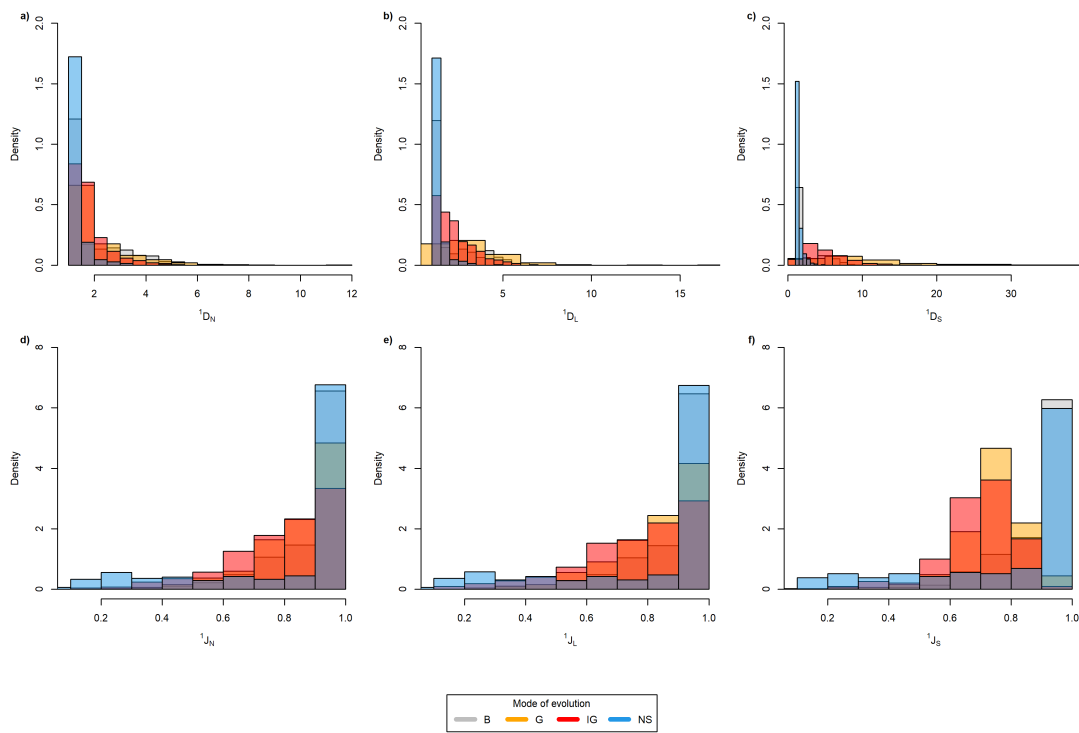 a)
b)
c)
Density
0.0 0.5 1.0 1.5 2.0
2 4 6 8 10 12
¹D_N
Density
0.0 0.5 1.0 1.5 2.0
5 10 15
¹D_L
Density
0.0 0.5 1.0 1.5 2.0
0 10 20 30
¹D_S
d)
e)
f)
Density
0 2 4 6 8
0.2 0.4 0.6 0.8 1.0
¹J_N
Density
0 2 4 6 8
0.2 0.4 0.6 0.8 1.0
¹J_L
Density
0 2 4 6 8
0.2 0.4 0.6 0.8 1.0
¹J_S
Mode of evolution
B G IG NS